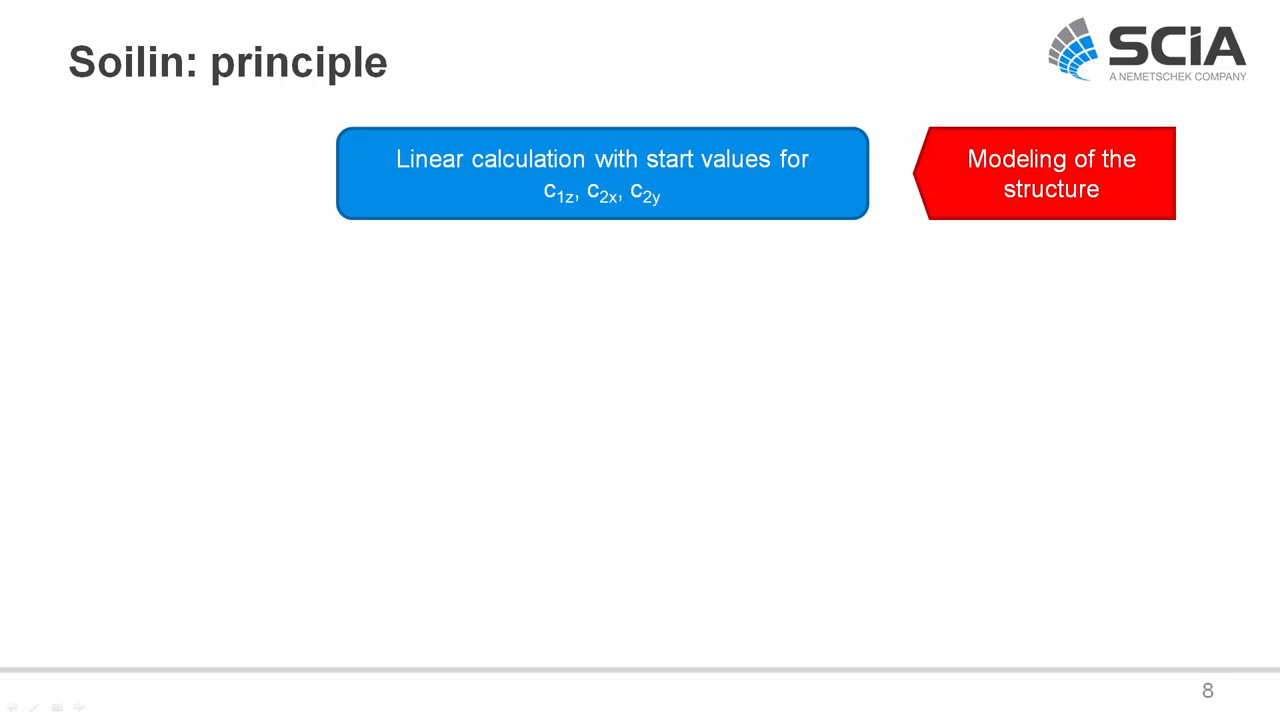 Soilin: principle
SCiA
A NEMETSCHEK COMPANY
Linear calculation with start values for
c₁z, c₂x, c₂y
Modeling of the
structure
8